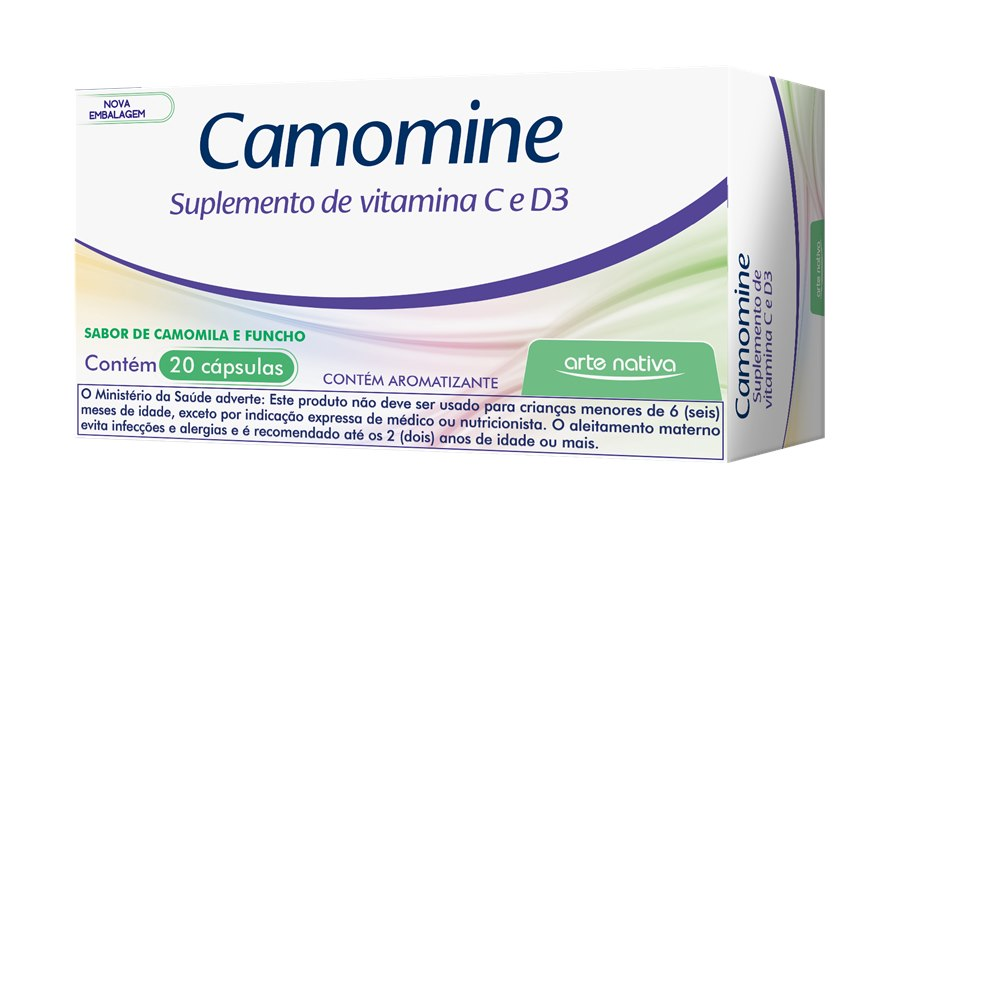 NOVA
EMBALAGEM
Camomine
Suplemento de vitamina C e D3
SABOR DE CAMOMILA E FUNCHO
Contém 20 cápsulas
CONTÉM AROMATIZANTE
arte nativa
O Ministério da Saúde adverte: Este produto não deve ser usado para crianças menores de 6 (seis)
meses de idade, exceto por indicação expressa de médico ou nutricionista. O aleitamento materno
evita infecções e alergias e é recomendado até os 2 (dois) anos de idade ou mais.
Camomine
Suplemento de
vitamina C e D3
arte nativa